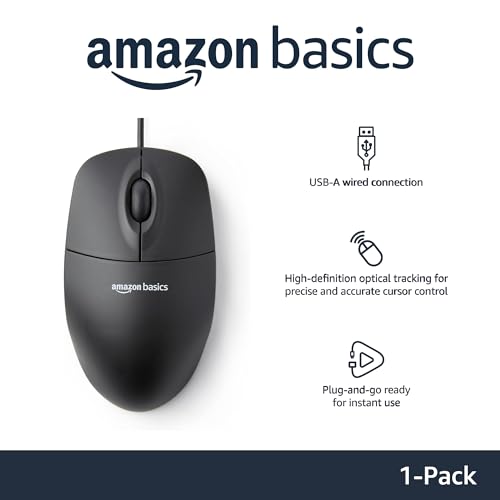 amazon basics
USB-A wired connection
amazon basics
High-definition optical tracking for
precise and accurate cursor control
Plug-and-go ready
for instant use
1-Pack